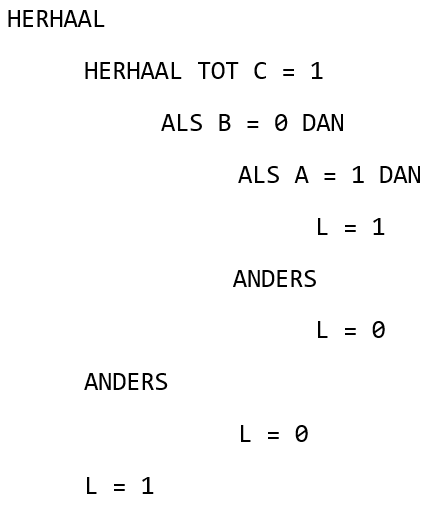 HERHAAL
HERHAAL TOT C = 1
ALS B = 0 DAN
ALS A = 1 DAN
L = 1
ANDERS
L = 0
ANDERS
L = 0
L = 1